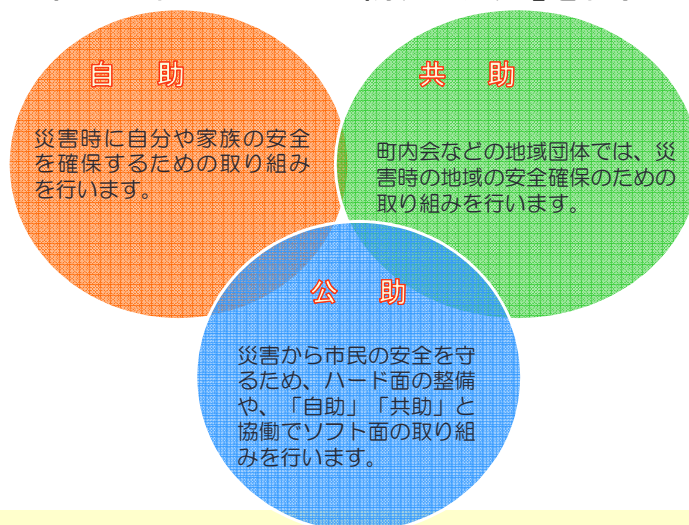 自 助
災害時に自分や家族の安全
を確保するための取り組み
を行います。
共 助
町内会などの地域団体では、災
害時の地域の安全確保のための
取り組みを行います。
公 助
災害から市民の安全を守
るため、ハード面の整備
や、「自助」「共助」と
協働でソフト面の取り組
みを行います。